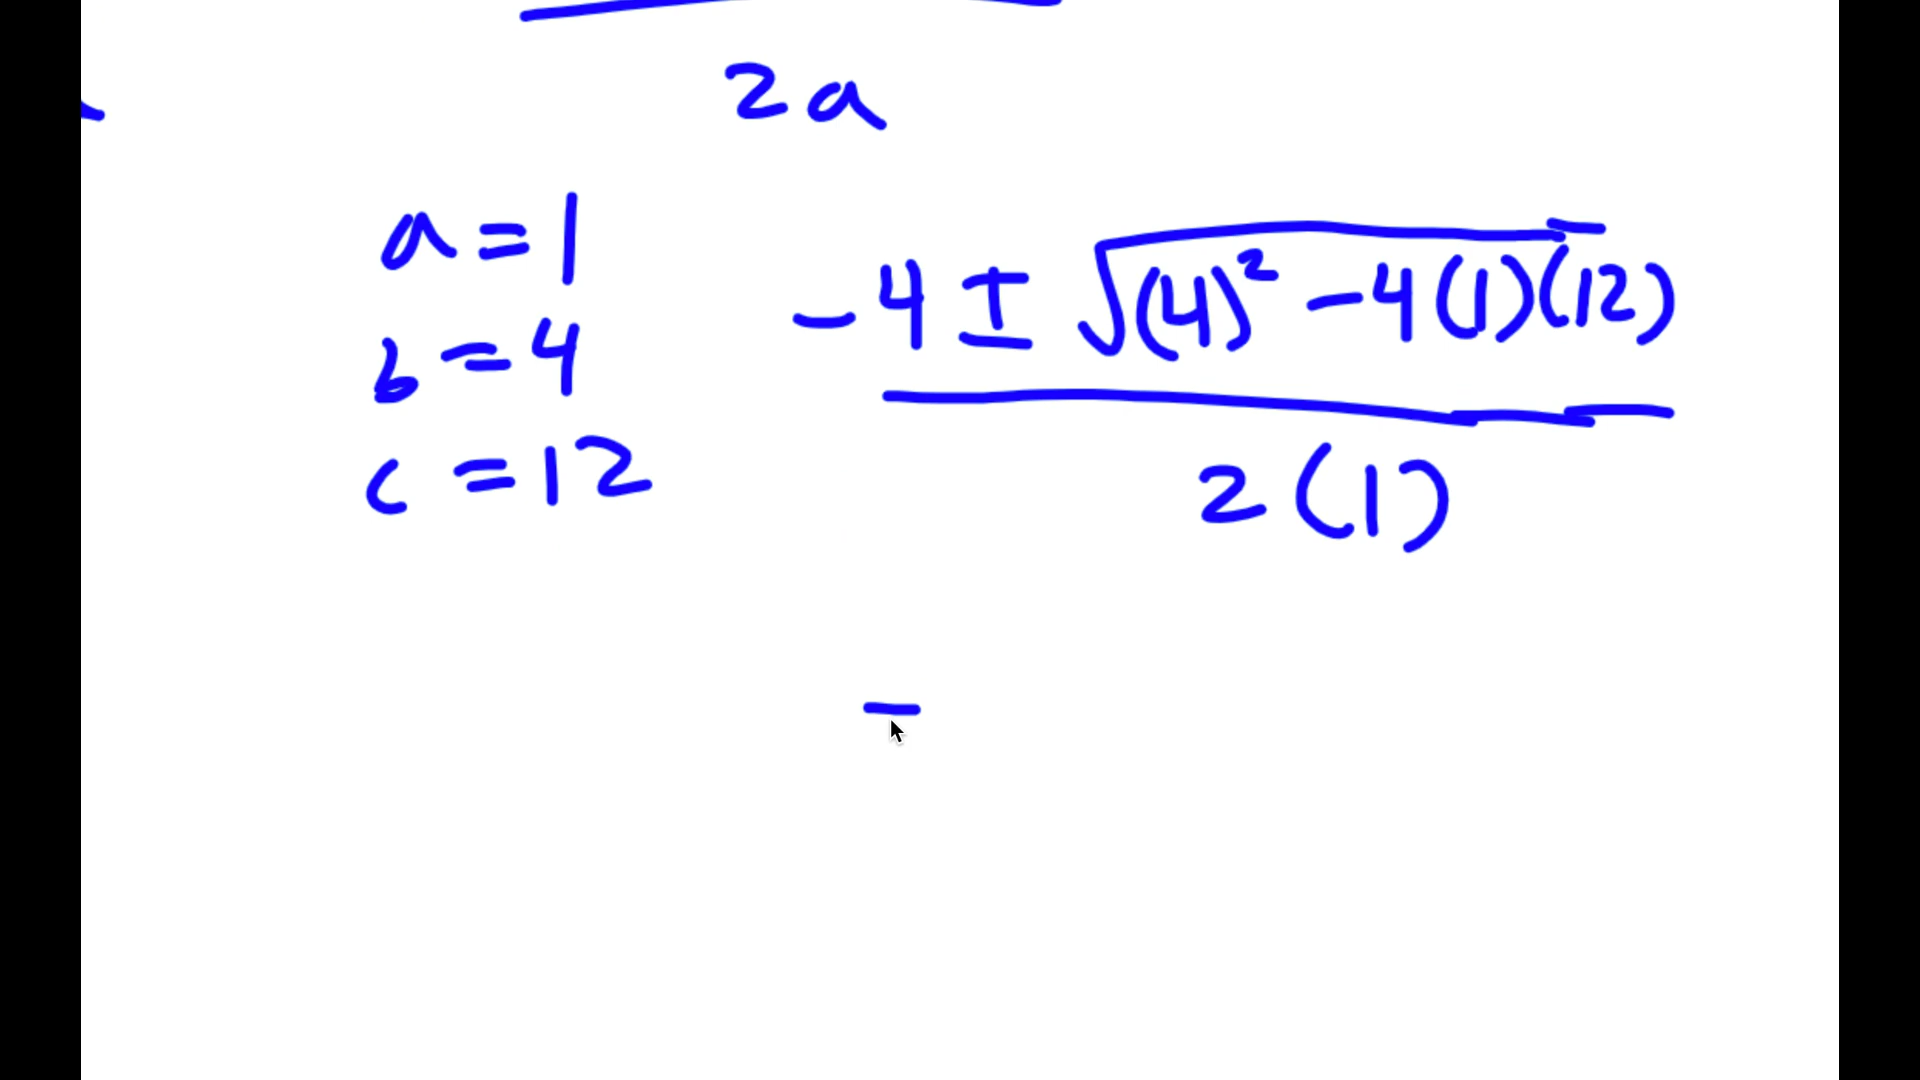 2a
a=1
b=4
c=12
-4 ± √(4)² -4(1)(12)
2(1)
-